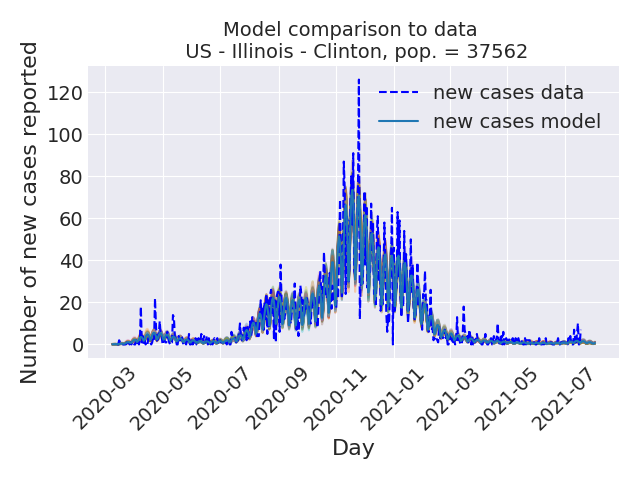 Model comparison to data
US - Illinois - Clinton, pop. = 37562
Number of new cases reported
120
100
80
60
40
20
0
new cases data
new cases model
2020-03
2020-05
2020-07
2020-09
2020-11
2021-01
2021-03
2021-05
2021-07
Day